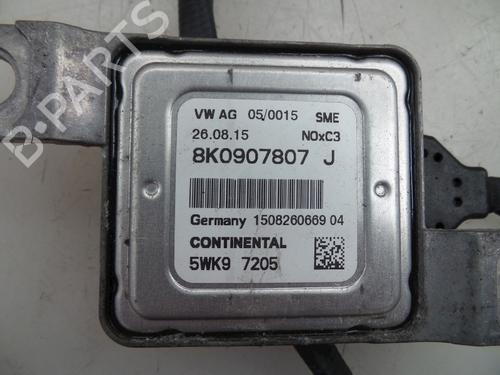 VW AG 05/0015 SME
26.08.15 NOxC3
8K0907807 J
Germany 1508260669 04
CONTINENTAL
5WK9 7205
B-PARTS